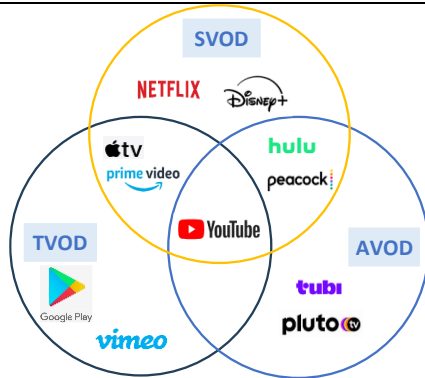 SVOD
NETFLIX
Disney+
tv
prime video
hulu
peacock
YouTube
TVOD
AVOD
Google Play
vimeo
tubi
pluto tv